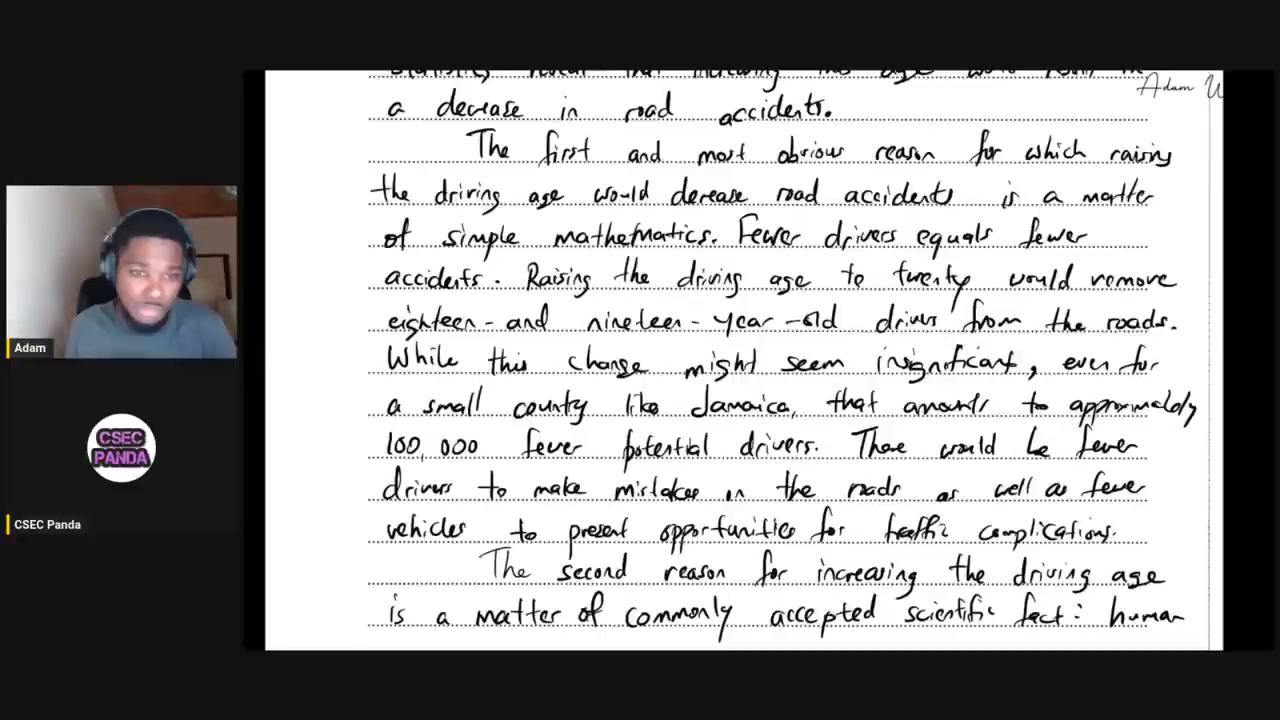 a decrease in road accidents.
The first and most obvious reason for which raising
the driving age would decrease road accidents is a matter
of simple mathematics. Fewer drivers equals fewer
accidents. Raising the driving age to twenty would remove
eighteen-and nineteen-year-old drivers from the roads.
While this change might seem insignificant, even for
a small country like Jamaica, that amounts to approximately
100,000 fewer potential drivers. There would be fewer
drivers to make mistakes on the roads as well as fewer
vehicles to present opportunities for traffic complications.
The second reason for increasing the driving age
is a matter of commonly accepted scientific fact: human
Adam
Adam
CSEC
PANDA
CSEC Panda